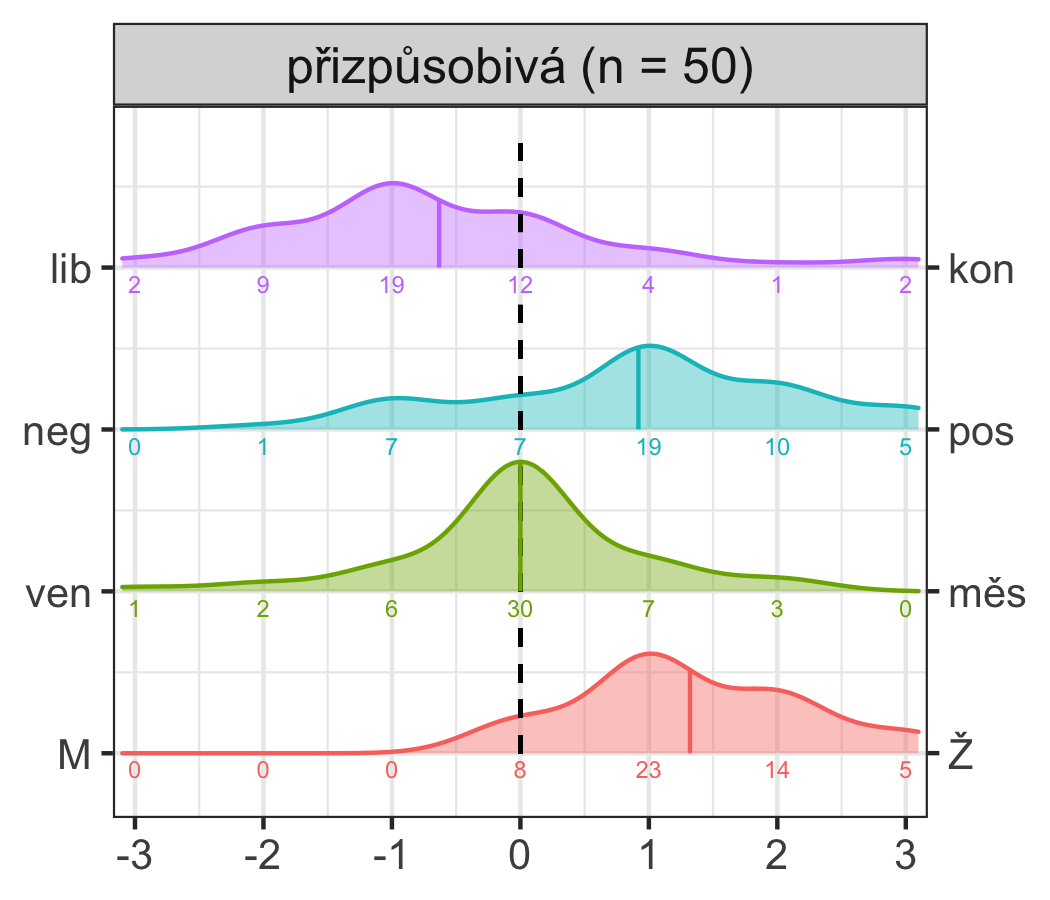 přizpůsobivá (n = 50)
lib kon
2 9 19 12 4 1 2
neg pos
0 1 7 7 19 10 5
ven měs
1 2 6 30 7 3 0
M Ž
0 0 0 8 23 14 5
-3 -2 -1 0 1 2 3